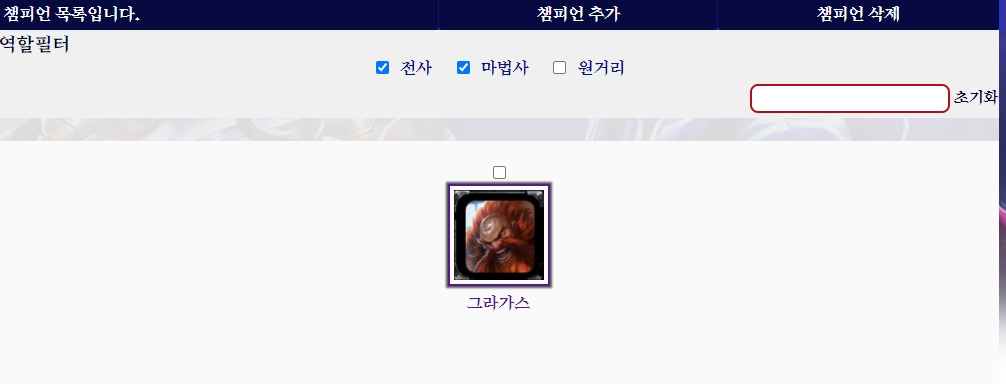 챔피언 목록입니다. 챔피언 추가 챔피언 삭제
역할필터
전사 마법사 원거리
초기화
그라가스